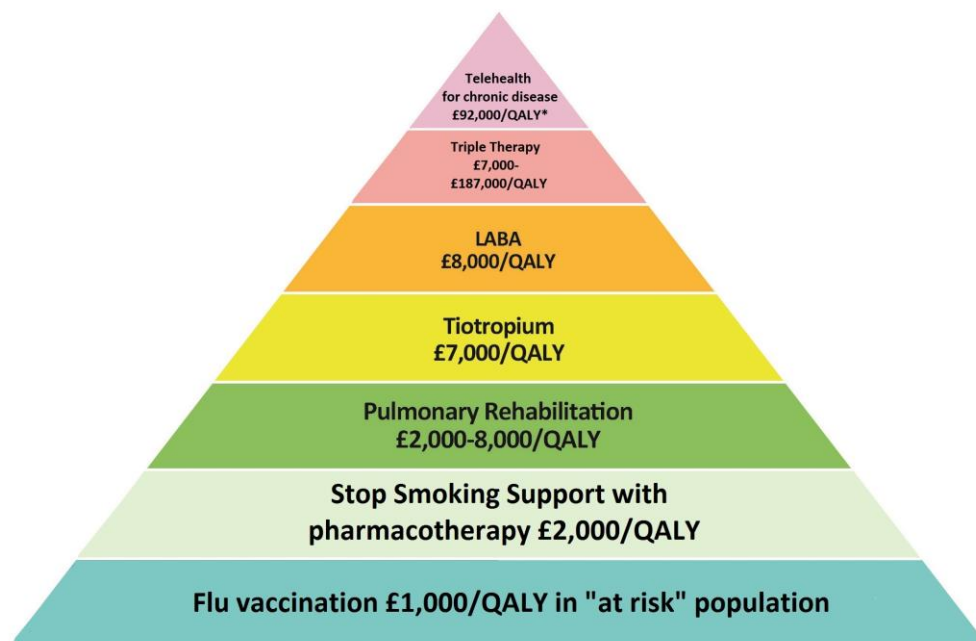 Telehealth
for chronic disease
£92,000/QALY*
Triple Therapy
£7,000-
£187,000/QALY
LABA
£8,000/QALY
Tiotropium
£7,000/QALY
Pulmonary Rehabilitation
£2,000-8,000/QALY
Stop Smoking Support with
pharmacotherapy £2,000/QALY
Flu vaccination £1,000/QALY in "at risk" population